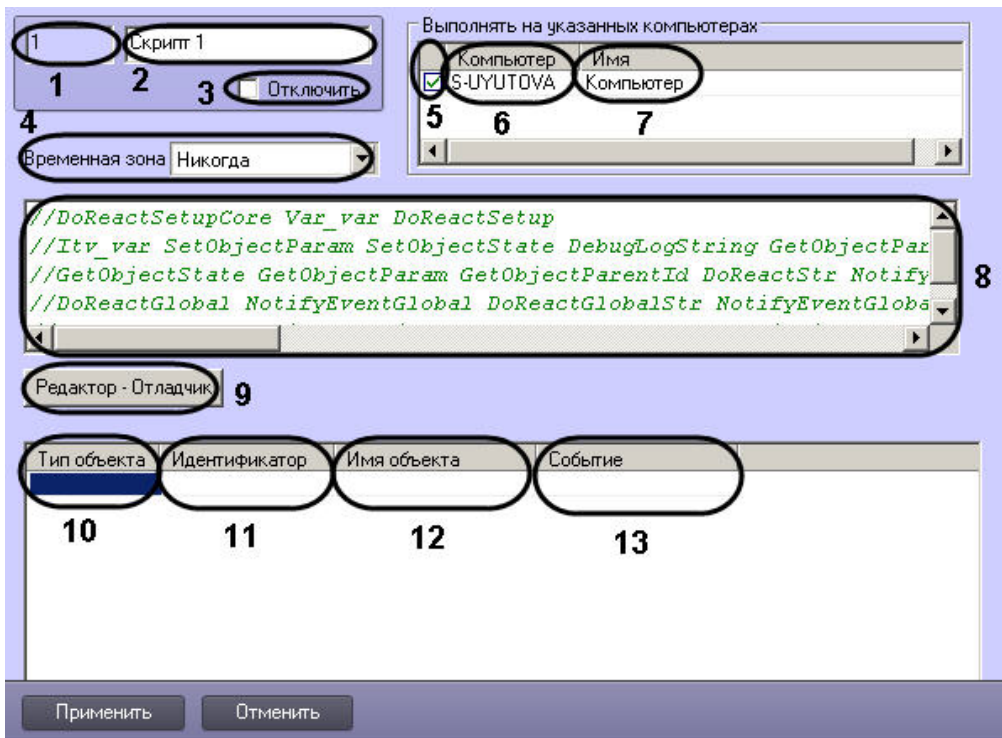 1
Скрипт 1
1
2
3
Отключить
Выполнять на указанных компьютерах
Компьютер
Имя
S-UYUTOVA
Компьютер
5
6
7
4
Временная зона
Никогда
//DoReactSetupCore Var_var DoReactSetup
//Itv_var SetObjectParam SetObjectState DebugLogString GetObjectPar
//GetObjectState GetObjectParam GetObjectParentId DoReactStr Notify
//DoReactGlobal NotifyEventGlobal DoReactGlobalStr NotifyEventGloba
8
Редактор - Отладчик
9
Тип объекта
Идентификатор
Имя объекта
Событие
10
11
12
13
Применить
Отменить